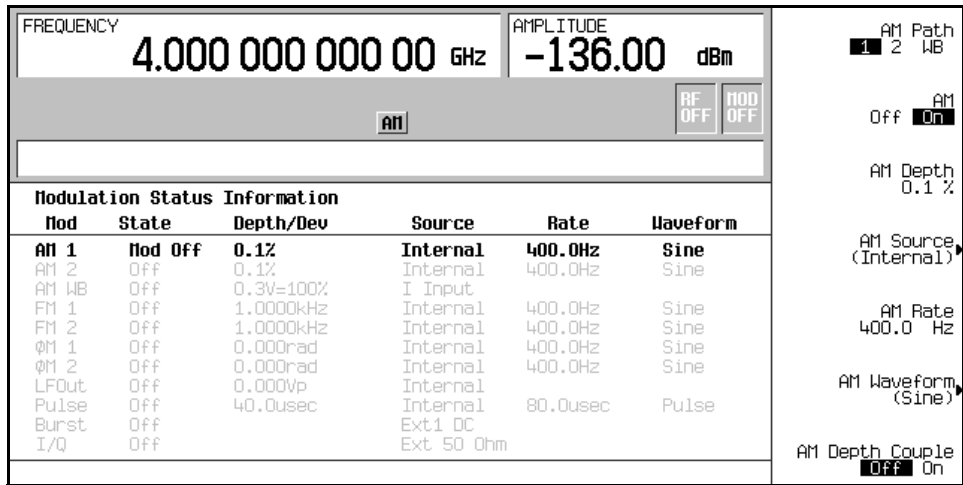 FREQUENCY
4.000 000 000 00 GHz
AMPLITUDE
-136.00 dBm
AM
RF OFF
MOD OFF
Modulation Status Information
Mod State Depth/Dev Source Rate Waveform
AM 1 Mod Off 0.1% Internal 400.0Hz Sine
AM 2 Off 0.1% Internal 400.0Hz Sine
AM WB Off 0.3V=100% I Input
FM 1 Off 1.0000kHz Internal 400.0Hz Sine
FM 2 Off 1.0000kHz Internal 400.0Hz Sine
ΦM 1 Off 0.000rad Internal 400.0Hz Sine
ΦM 2 Off 0.000rad Internal 400.0Hz Sine
LFOut Off 0.000Vp Internal
Pulse Off 40.0usec Internal 80.0usec Pulse
Burst Off Ext1 DC
I/Q Off Ext 50 Ohm
AM Path
1 2 WB
AM
Off On
AM Depth
0.1 %
AM Source
(Internal)
AM Rate
400.0 Hz
AM Waveform
(Sine)
AM Depth Couple
Off On